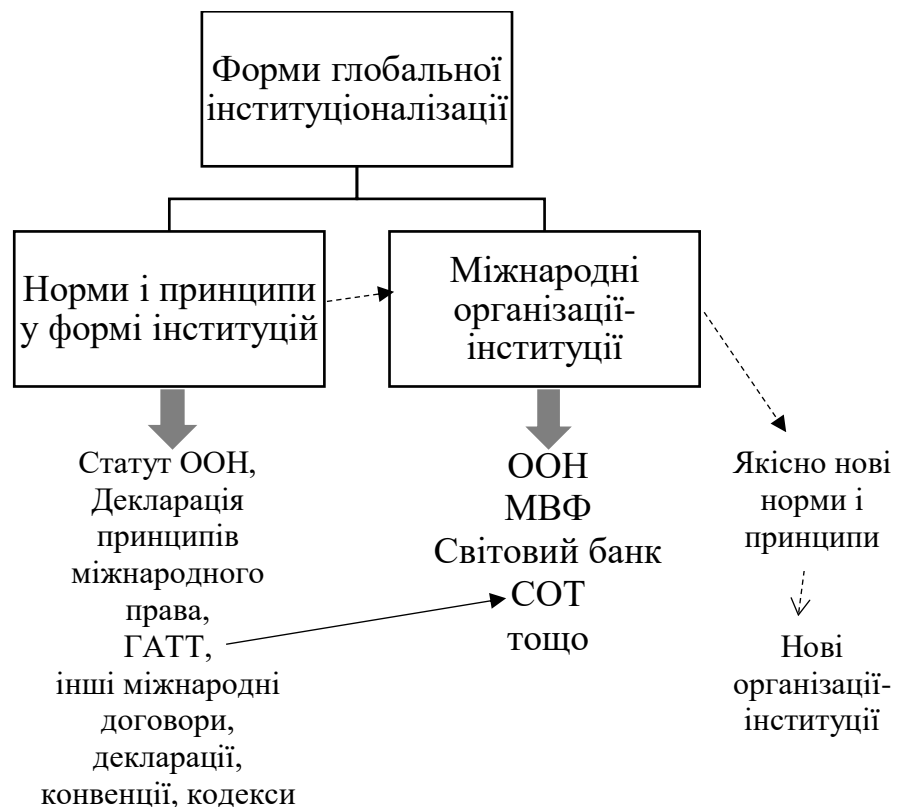 Форми глобальної
інституціоналізації
Норми і принципи
у формі інституцій
Міжнародні
організації-
інституції
Статут ООН,
Декларація
принципів
міжнародного
права,
ГАТТ,
інші міжнародні
договори,
декларації,
конвенції, кодекси
ООН
МВФ
Світовий банк
СОТ
тощо
Якісно нові
норми і
принципи
Нові
організації-
інституції